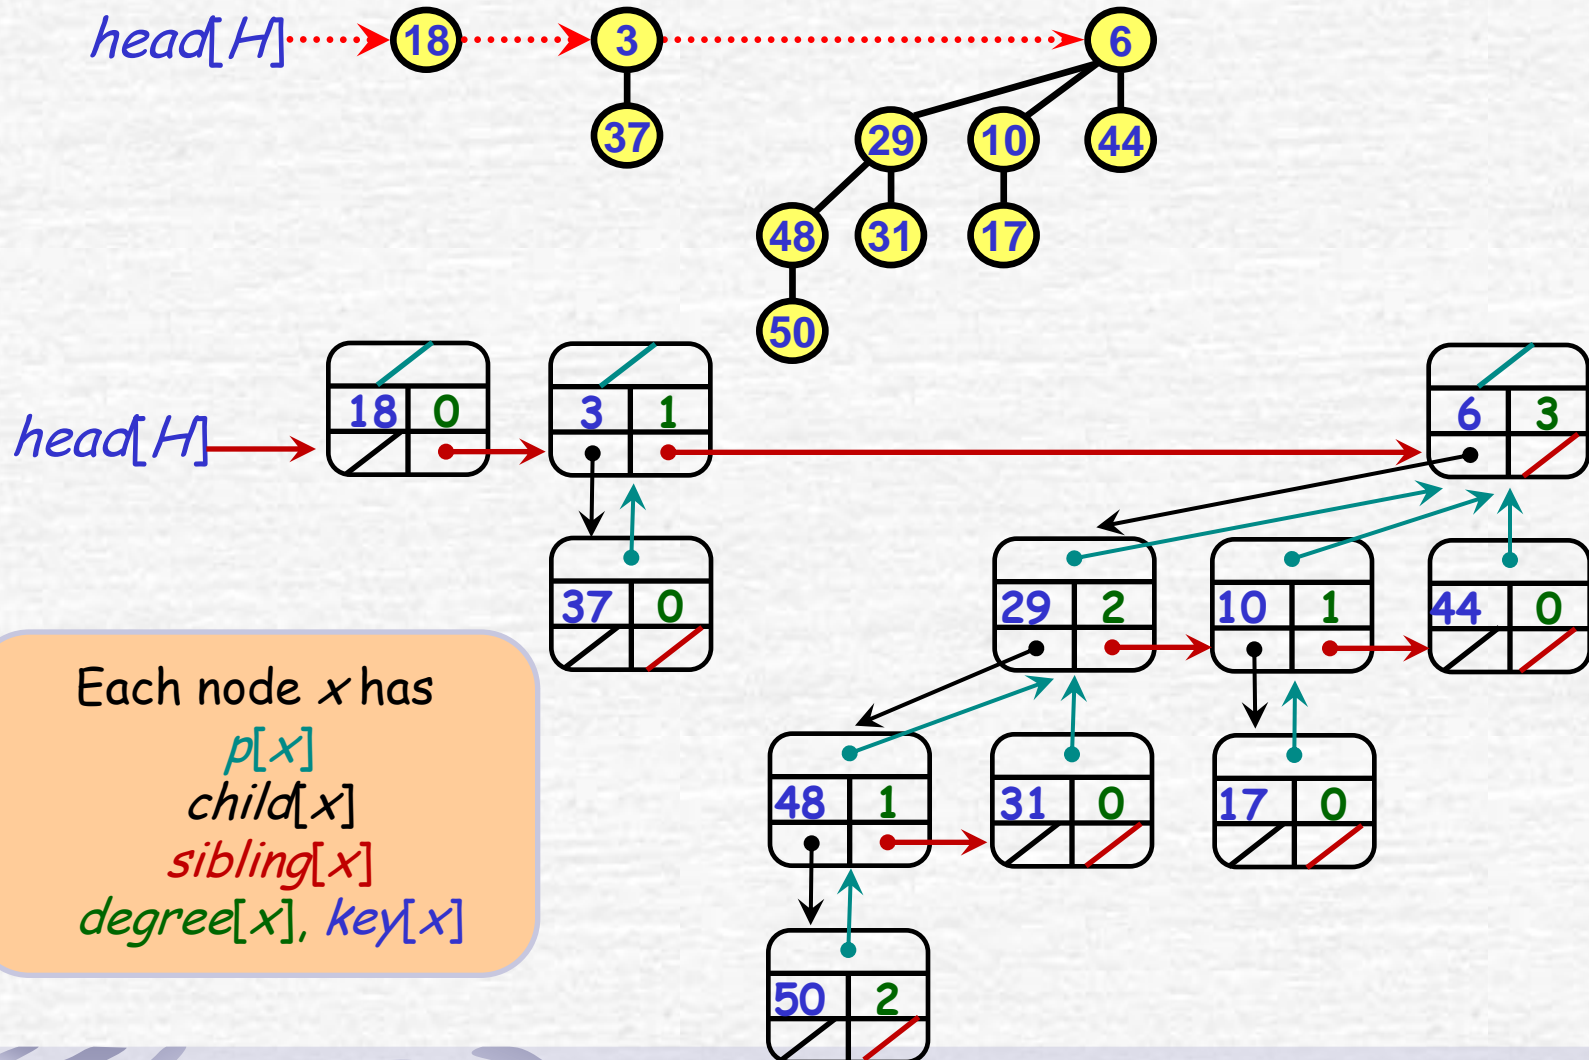 head[H] 18 3 6
37 29 10 44
48 31 17
50
head[H] 18 0 3 1 6 3
37 0 29 2 10 1 44 0
Each node x has
p[x]
child[x]
sibling[x]
degree[x], key[x]
48 1 31 0 17 0
50 2